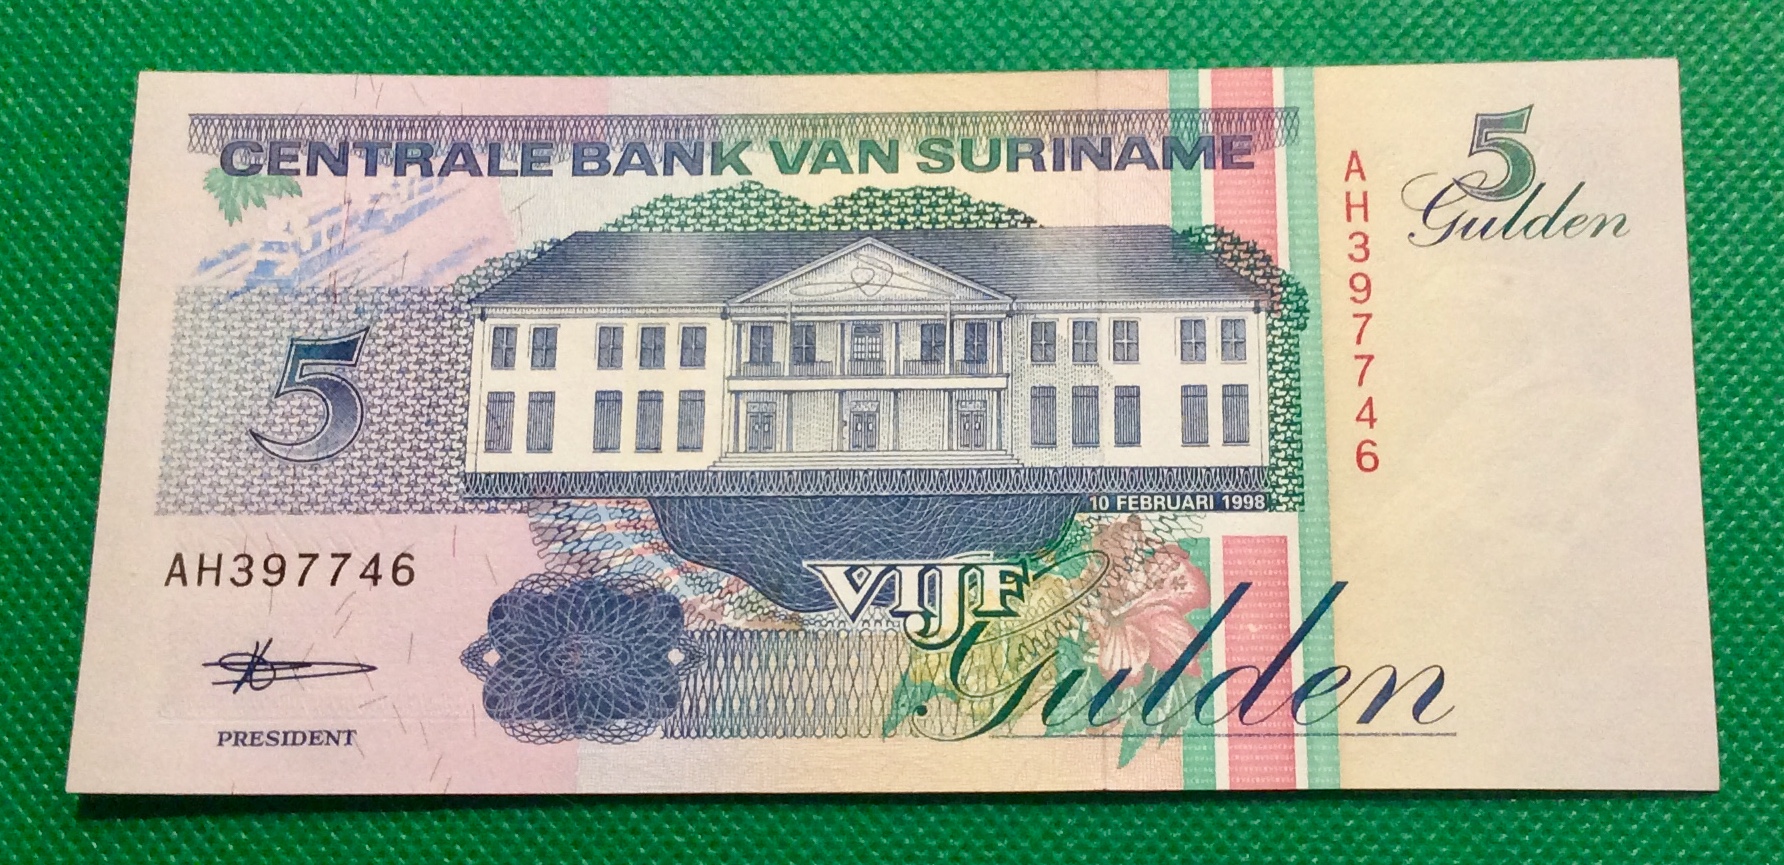 CENTRALE BANK VAN SURINAME
5
Gulden
AH397746
5
10 FEBRUARI 1998
AH397746
VIJF
Gulden
PRESIDENT